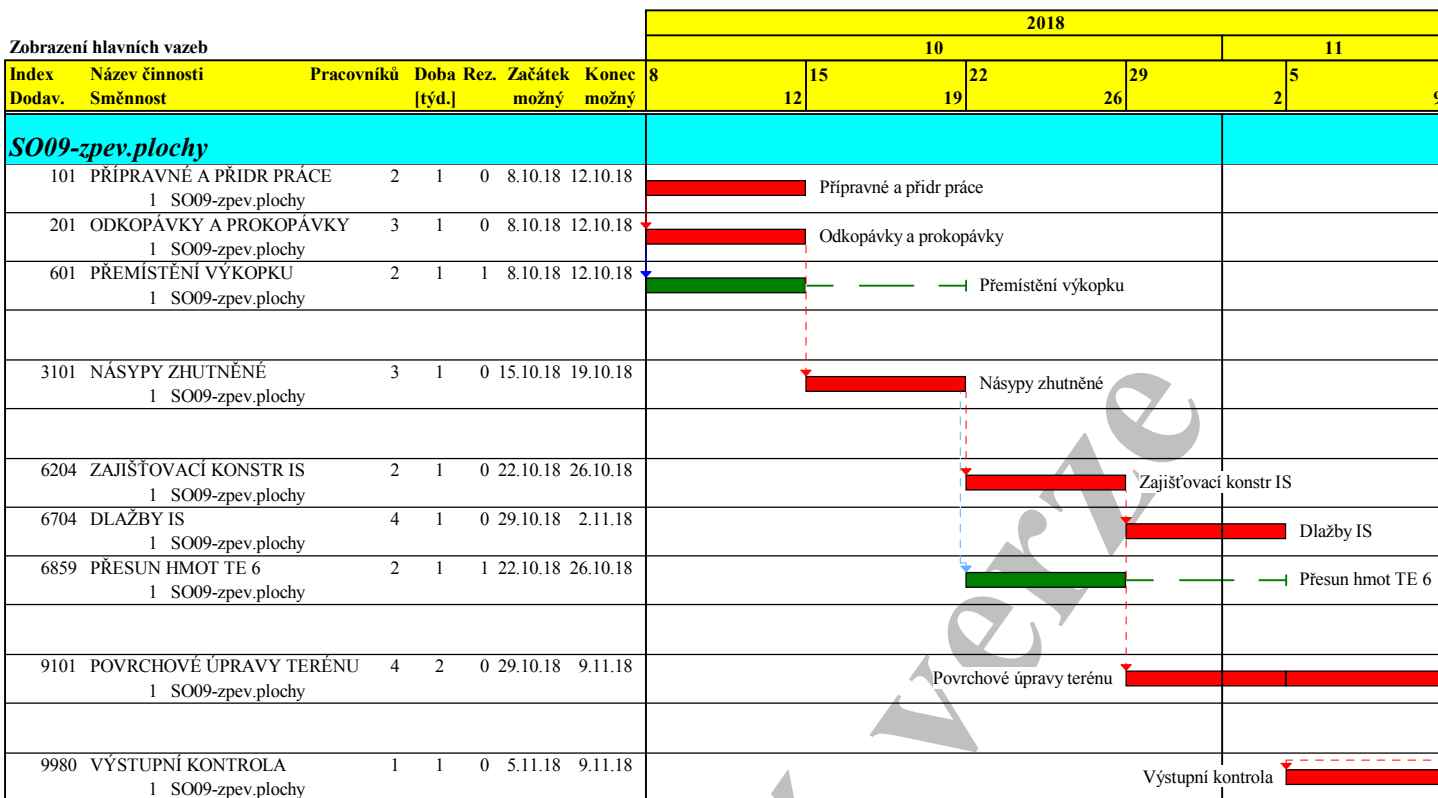 2018
Zobrazení hlavních vazeb 10 11
Index Název činnosti Pracovníků Doba Rez. Začátek Konec 8 15 22 29 5
Dodav. Směnnost [týd.] možný možný 12 19 26 2 9
SO09-zpev.plochy
101 PŘÍPRAVNÉ A PŘIDR PRÁCE 2 1 0 8.10.18 12.10.18 Přípravné a přidr práce
1 SO09-zpev.plochy
201 ODKOPÁVKY A PROKOPÁVKY 3 1 0 8.10.18 12.10.18 Odkopávky a prokopávky
1 SO09-zpev.plochy
601 PŘEMÍSTĚNÍ VÝKOPKU 2 1 1 8.10.18 12.10.18 Přemístění výkopku
1 SO09-zpev.plochy
3101 NÁSYPY ZHUTNĚNÉ 3 1 0 15.10.18 19.10.18 Násypy zhutněné
1 SO09-zpev.plochy
6204 ZAJIŠŤOVACÍ KONSTR IS 2 1 0 22.10.18 26.10.18 Zajišťovací konstr IS
1 SO09-zpev.plochy
6704 DLAŽBY IS 4 1 0 29.10.18 2.11.18 Dlažby IS
1 SO09-zpev.plochy
6859 PŘESUN HMOT TE 6 2 1 1 22.10.18 26.10.18 Přesun hmot TE 6
1 SO09-zpev.plochy
9101 POVRCHOVÉ ÚPRAVY TERÉNU 4 2 0 29.10.18 9.11.18 Povrchové úpravy terénu
1 SO09-zpev.plochy
9980 VÝSTUPNÍ KONTROLA 1 1 0 5.11.18 9.11.18 Výstupní kontrola
1 SO09-zpev.plochy
verze